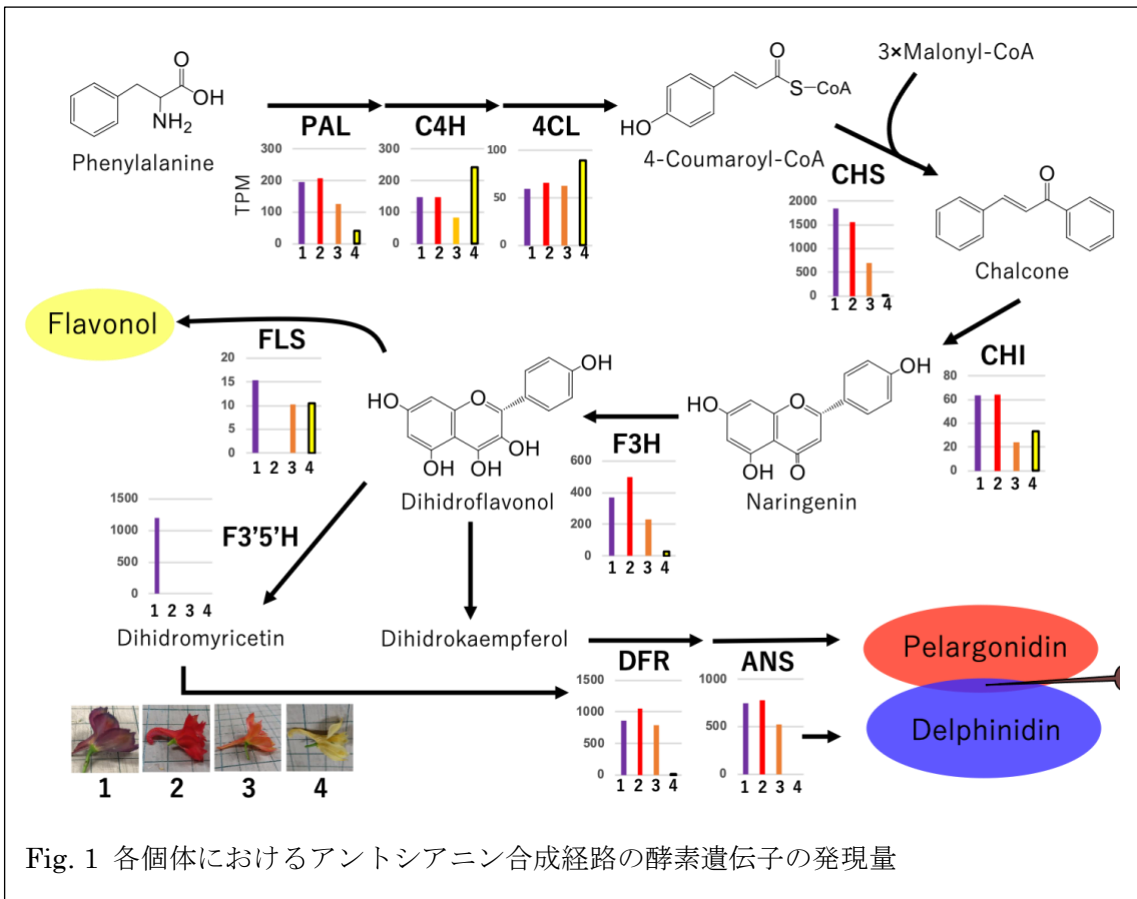 Phenylalanine
O
OH
NH₂
PAL
C4H
4CL
TPM
300
200
100
0
1 2 3 4
300
200
100
0
1 2 3 4
100
50
0
1 2 3 4
O
S-CoA
HO
4-Coumaroyl-CoA
3×Malonyl-CoA
CHS
2000
1500
1000
500
0
1 2 3 4
O
Chalcone
Flavonol
FLS
20
15
10
5
0
1 2 3 4
OH
HO
O
OH
OH OH
Dihidroflavonol
F3H
600
400
200
0
1 2 3 4
OH
HO
O
OH O
Naringenin
CHI
80
60
40
20
0
1 2 3 4
F3'5'H
1500
1000
500
0
1 2 3 4
Dihidromyricetin
Dihidrokaempferol
DFR
1500
1000
500
0
1 2 3 4
ANS
1000
500
0
1 2 3 4
Pelargonidin
Delphinidin
1 2 3 4
Fig. 1 各個体におけるアントシアニン合成経路の酵素遺伝子の発現量